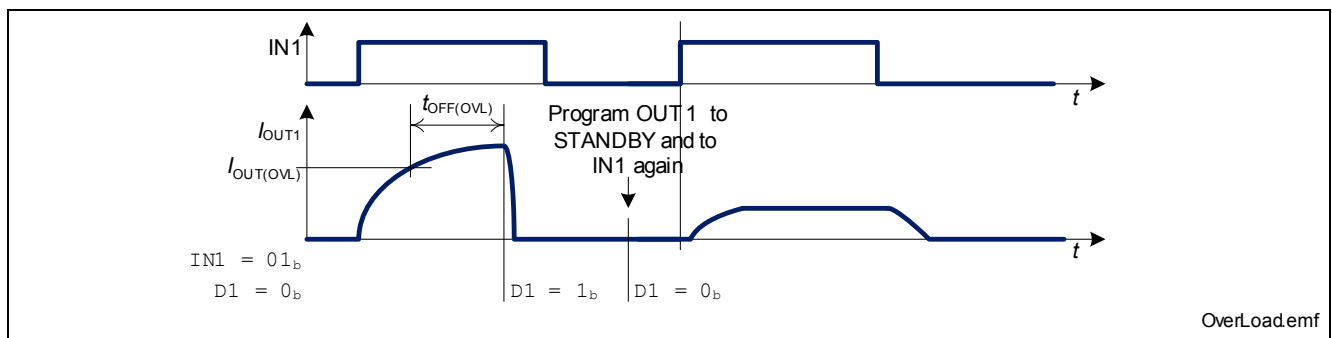 IN1
t
tOFF(OVL)
Program OUT1 to
STANDBY and to
IN1 again
IOUT1
IOUT(OVL)
t
IN1 = 01b
D1 = 0b
D1 = 1b
D1 = 0b
OverLoad.emf